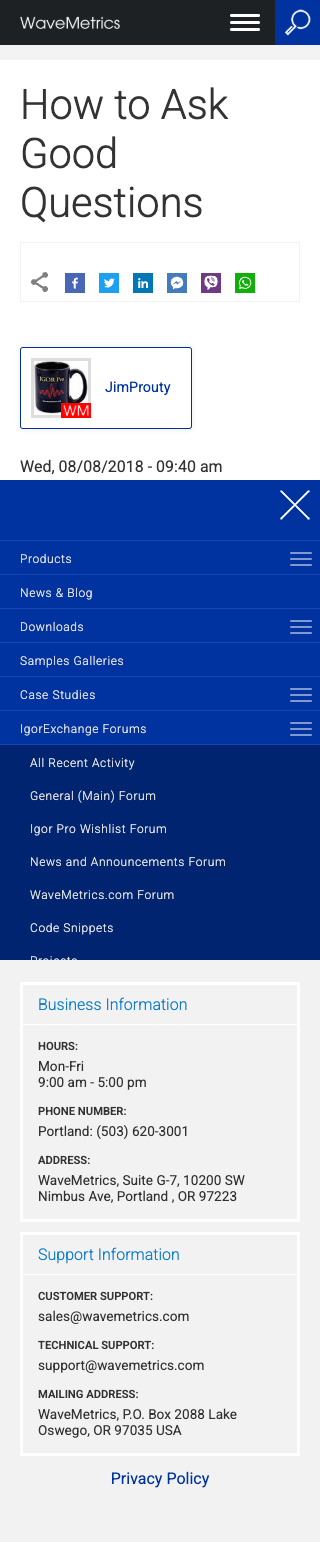 WaveMetrics
How to Ask
Good
Questions
IGOR Pro
WM
JimProuty
Wed, 08/08/2018 - 09:40 am
Products
News & Blog
Downloads
Samples Galleries
Case Studies
IgorExchange Forums
All Recent Activity
General (Main) Forum
Igor Pro Wishlist Forum
News and Announcements Forum
WaveMetrics.com Forum
Code Snippets
Projects
Business Information
HOURS:
Mon-Fri
9:00 am - 5:00 pm
PHONE NUMBER:
Portland: (503) 620-3001
ADDRESS:
WaveMetrics, Suite G-7, 10200 SW
Nimbus Ave, Portland , OR 97223
Support Information
CUSTOMER SUPPORT:
sales@wavemetrics.com
TECHNICAL SUPPORT:
support@wavemetrics.com
MAILING ADDRESS:
WaveMetrics, P.O. Box 2088 Lake
Oswego, OR 97035 USA
Privacy Policy